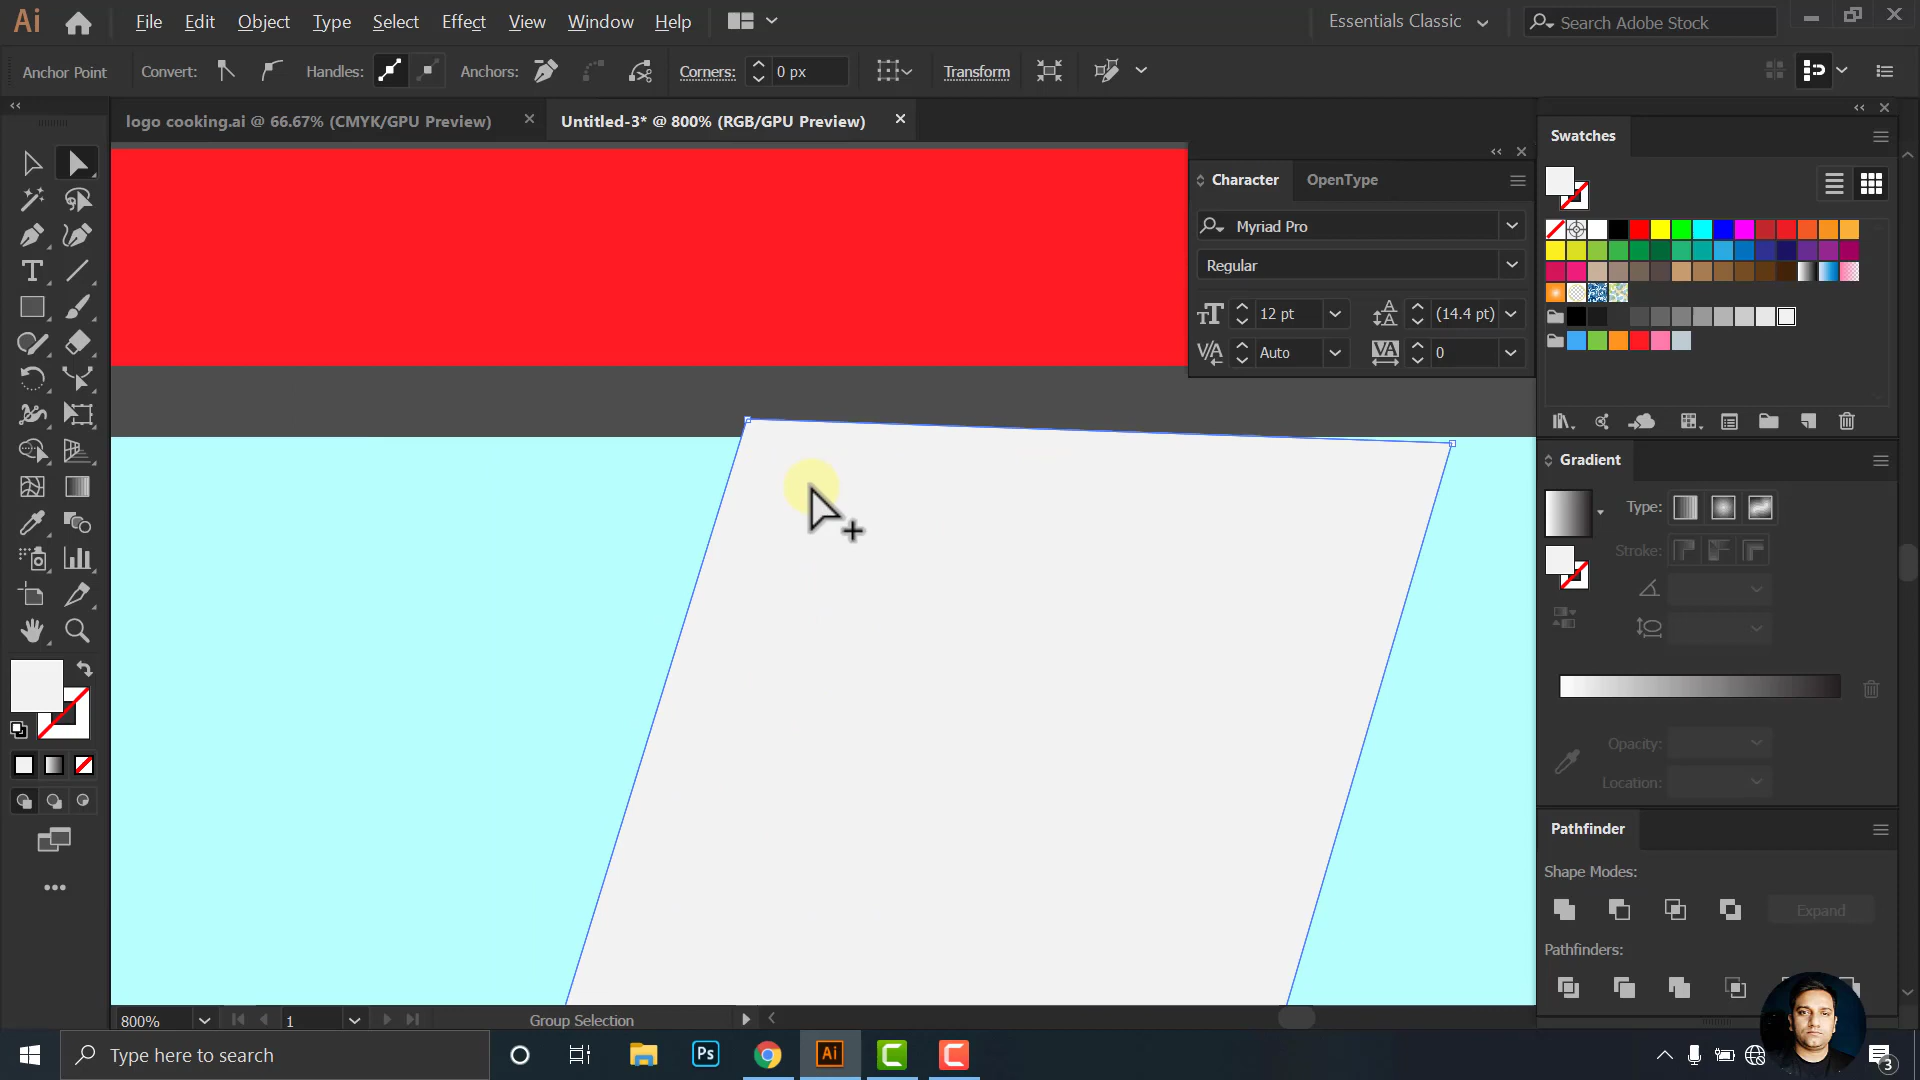 Ai File Edit Object Type Select Effect View Window Help Essentials Classic Search Adobe Stock
Anchor Point Convert: Handles: Anchors: Corners: 0 px Transform
logo cooking.ai @ 66.67% (CMYK/GPU Preview) Untitled-3* @ 800% (RGB/GPU Preview)
Swatches
Character OpenType
Myriad Pro
Regular
12 pt (14.4 pt)
Auto 0
Gradient
Type:
Stroke:
Opacity:
Location:
Pathfinder
Shape Modes:
Expand
Pathfinders:
800% 1 Group Selection
Type here to search Ps Ai 3